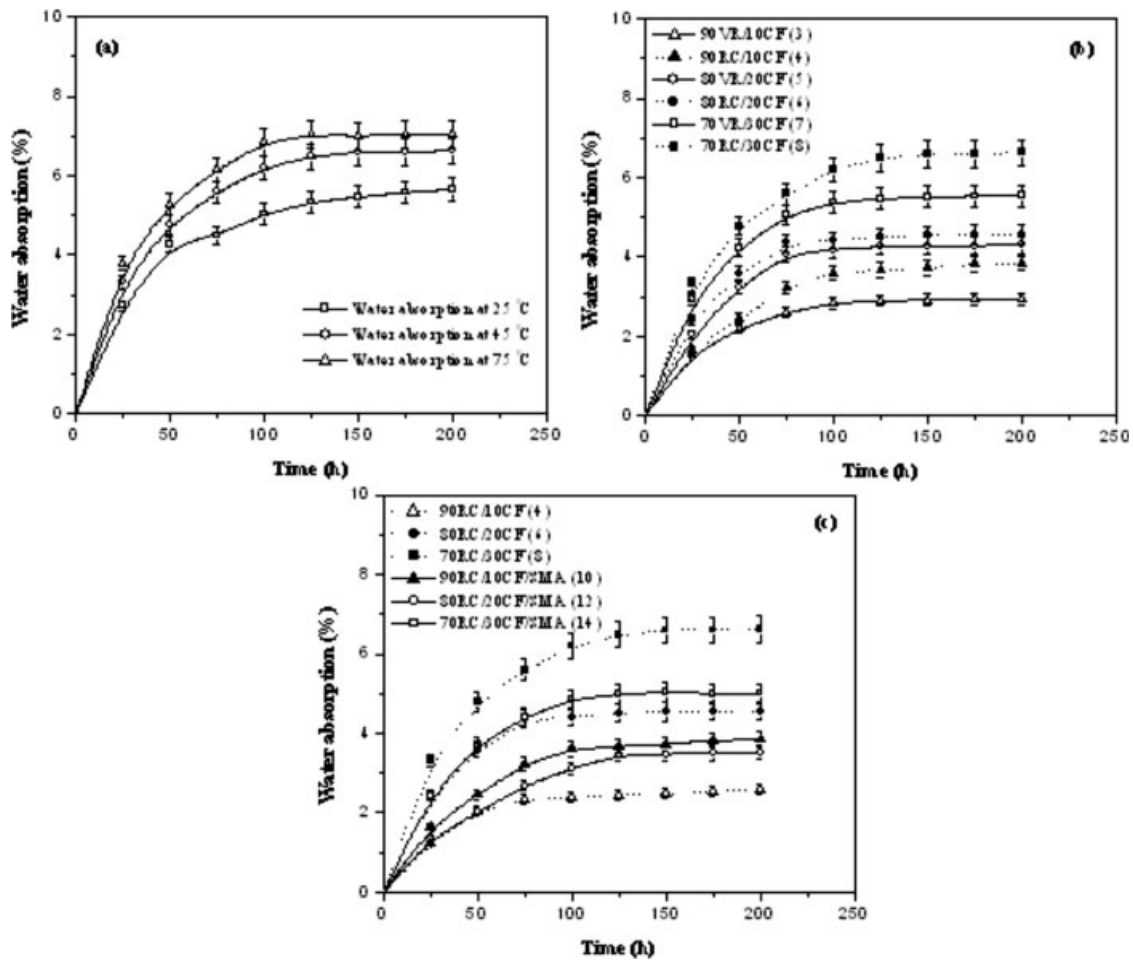 10
8
6
4
2
0
Water absorption (%)
(a)
Water absorption at 25 °C
Water absorption at 45 °C
Water absorption at 75 °C
0 50 100 150 200 250
Time (h)
10
8
6
4
2
0
Water absorption (%)
90VR/10CF (3)
90RC/10CF (4)
80VR/20CF (5)
80RC/20CF (6)
70VR/30CF (7)
70RC/30CF (8)
(b)
0 50 100 150 200 250
Time (h)
10
8
6
4
2
0
Water absorption (%)
90RC/10CF (4)
80RC/20CF (6)
70RC/30CF (8)
90RC/10CF/%MA (10)
80RC/20CF/%MA (12)
70RC/30CF/%MA (14)
(c)
0 50 100 150 200 250
Time (h)